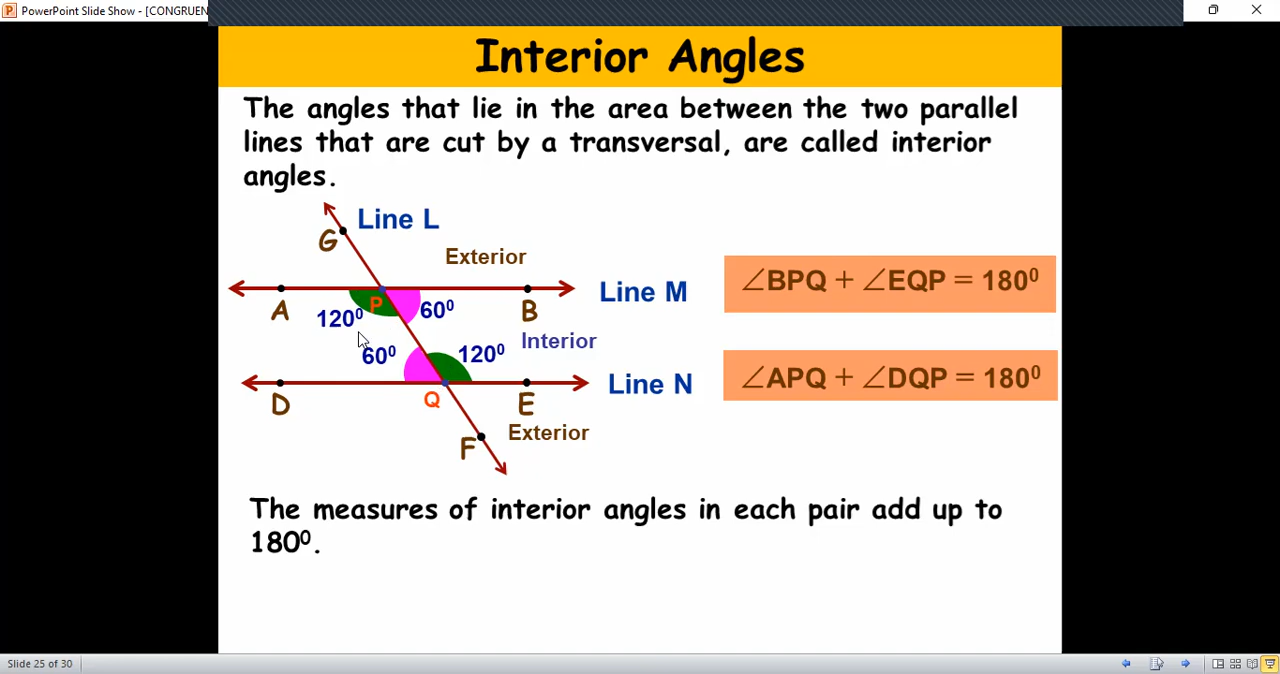 PowerPoint Slide Show - [CONGRUEN
Interior Angles
The angles that lie in the area between the two parallel
lines that are cut by a transversal, are called interior
angles.
Line L
G
Exterior
∠BPQ + ∠EQP = 180⁰
Line M
A
P
60⁰
B
120⁰
Interior
60⁰
120⁰
∠APQ + ∠DQP = 180⁰
Line N
D
Q
E
Exterior
F
The measures of interior angles in each pair add up to
180⁰.
Slide 25 of 30